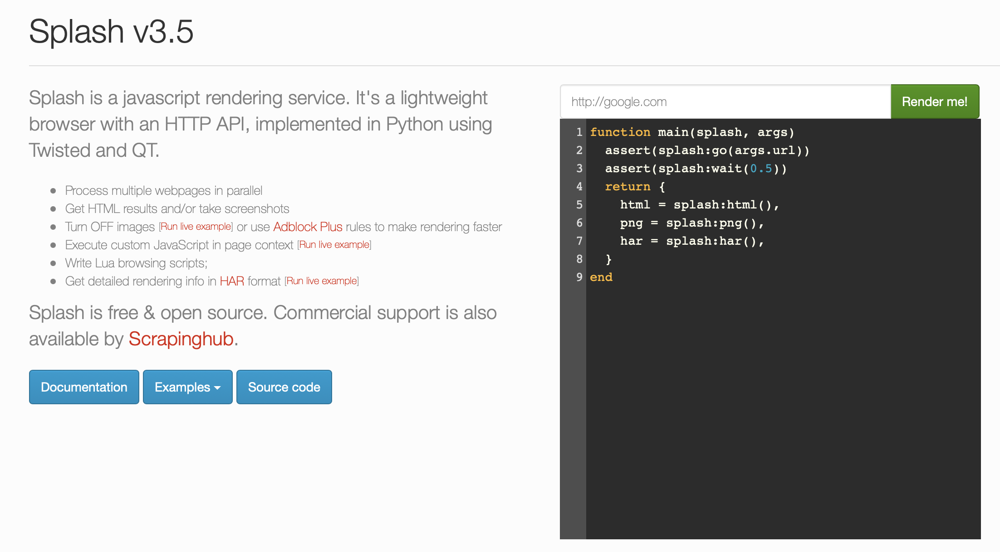 Splash v3.5
Splash is a javascript rendering service. It's a lightweight
browser with an HTTP API, implemented in Python using
Twisted and QT.
Process multiple webpages in parallel
Get HTML results and/or take screenshots
Turn OFF images [Run live example] or use Adblock Plus rules to make rendering faster
Execute custom JavaScript in page context [Run live example]
Write Lua browsing scripts;
Get detailed rendering info in HAR format [Run live example]
Splash is free & open source. Commercial support is also
available by Scrapinghub.
Documentation
Examples
Source code
http://google.com
Render me!
1 function main(splash, args)
2   assert(splash:go(args.url))
3   assert(splash:wait(0.5))
4   return {
5     html = splash:html(),
6     png = splash:png(),
7     har = splash:har(),
8   }
9 end